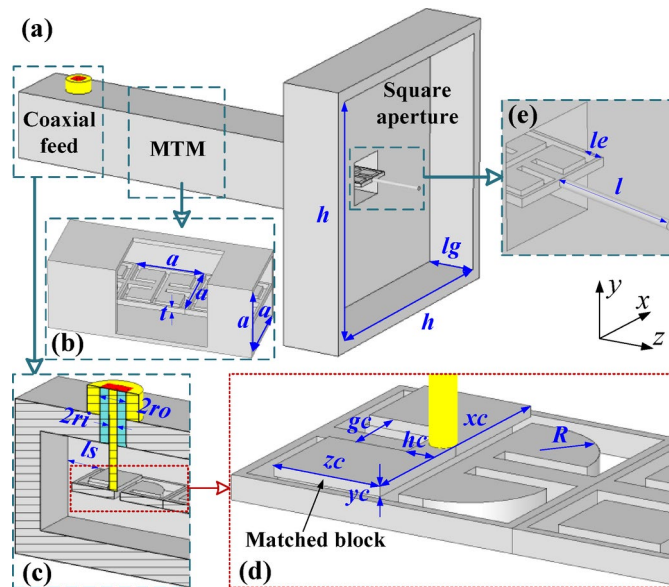 (a)
Coaxial
feed
MTM
Square
aperture
h
lg
h
(e)
le
l
a
a
t
a
a
(b)
y
x
z
2ro
2ri
ls
(c)
gc
hc
xc
R
zc
yc
Matched block
(d)